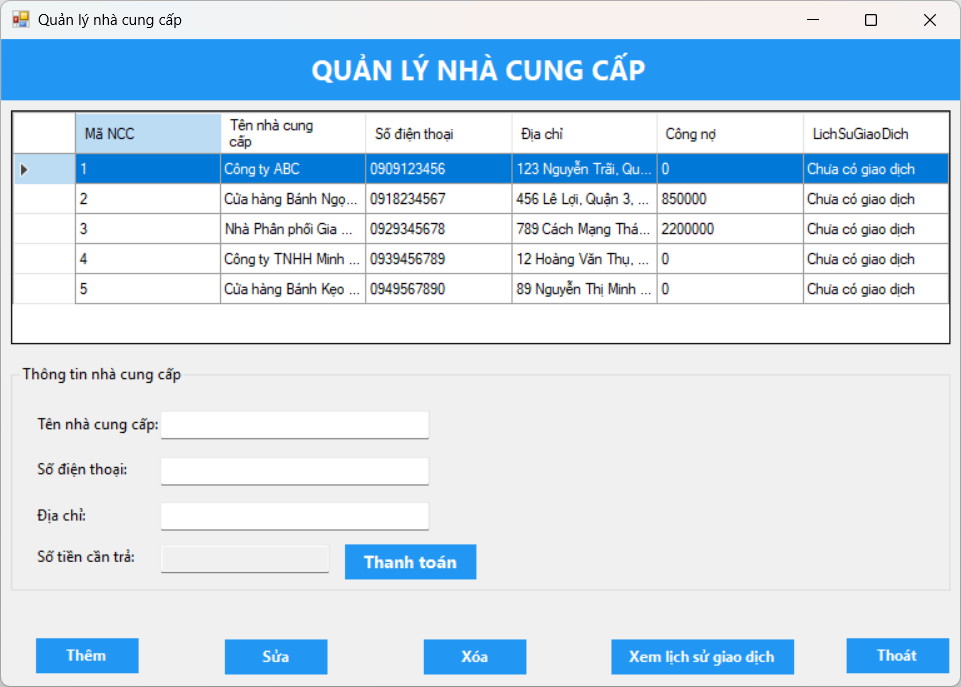 Quản lý nhà cung cấp
QUẢN LÝ NHÀ CUNG CẤP
Mã NCC Tên nhà cung cấp Số điện thoại Địa chỉ Công nợ LichSuGiaoDich
1 Công ty ABC 0909123456 123 Nguyễn Trãi, Qu... 0 Chưa có giao dịch
2 Cửa hàng Bánh Ngọ... 0918234567 456 Lê Lợi, Quận 3, ... 850000 Chưa có giao dịch
3 Nhà Phân phối Gia ... 0929345678 789 Cách Mạng Thá... 2200000 Chưa có giao dịch
4 Công ty TNHH Minh ... 0939456789 12 Hoàng Văn Thụ, ... 0 Chưa có giao dịch
5 Cửa hàng Bánh Kẹo ... 0949567890 89 Nguyễn Thị Minh ... 0 Chưa có giao dịch
Thông tin nhà cung cấp
Tên nhà cung cấp:
Số điện thoại:
Địa chỉ:
Số tiền cần trả: Thanh toán
Thêm Sửa Xóa Xem lịch sử giao dịch Thoát